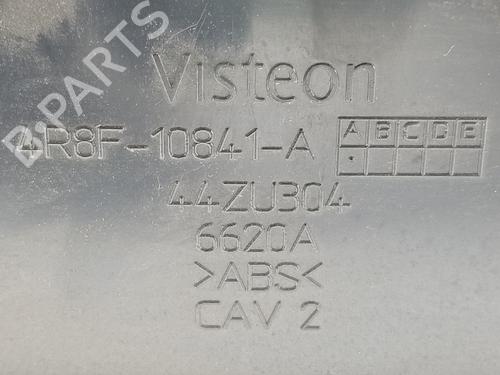 Visteon
4R8F-10841-A
A B C D E
44ZU304
6620A
>ABS<
CAV 2
B-PARTS